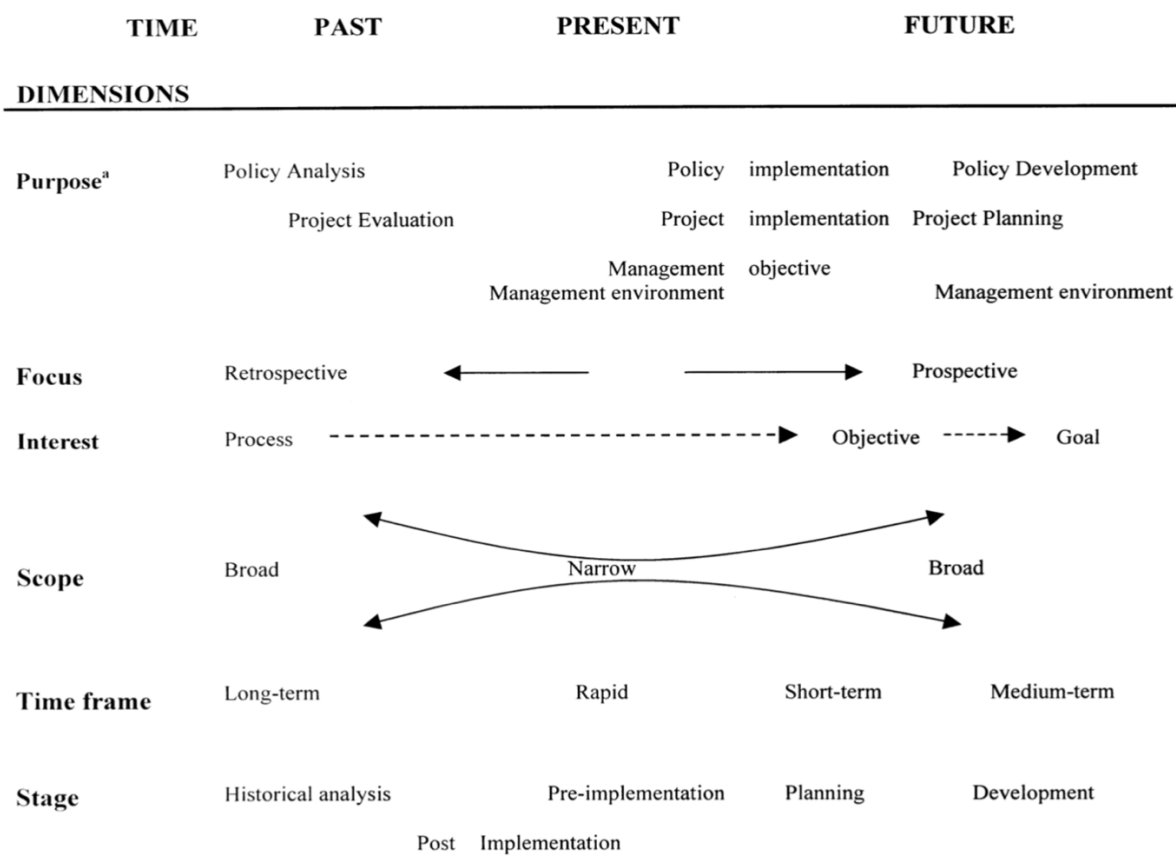 TIME PAST PRESENT FUTURE
DIMENSIONS
Purposeᵃ Policy Analysis Policy implementation Policy Development
Project Evaluation Project implementation Project Planning
Management objective
Management environment Management environment
Focus Retrospective Prospective
Interest Process Objective Goal
Scope Broad Narrow Broad
Time frame Long-term Rapid Short-term Medium-term
Stage Historical analysis Pre-implementation Planning Development
Post Implementation